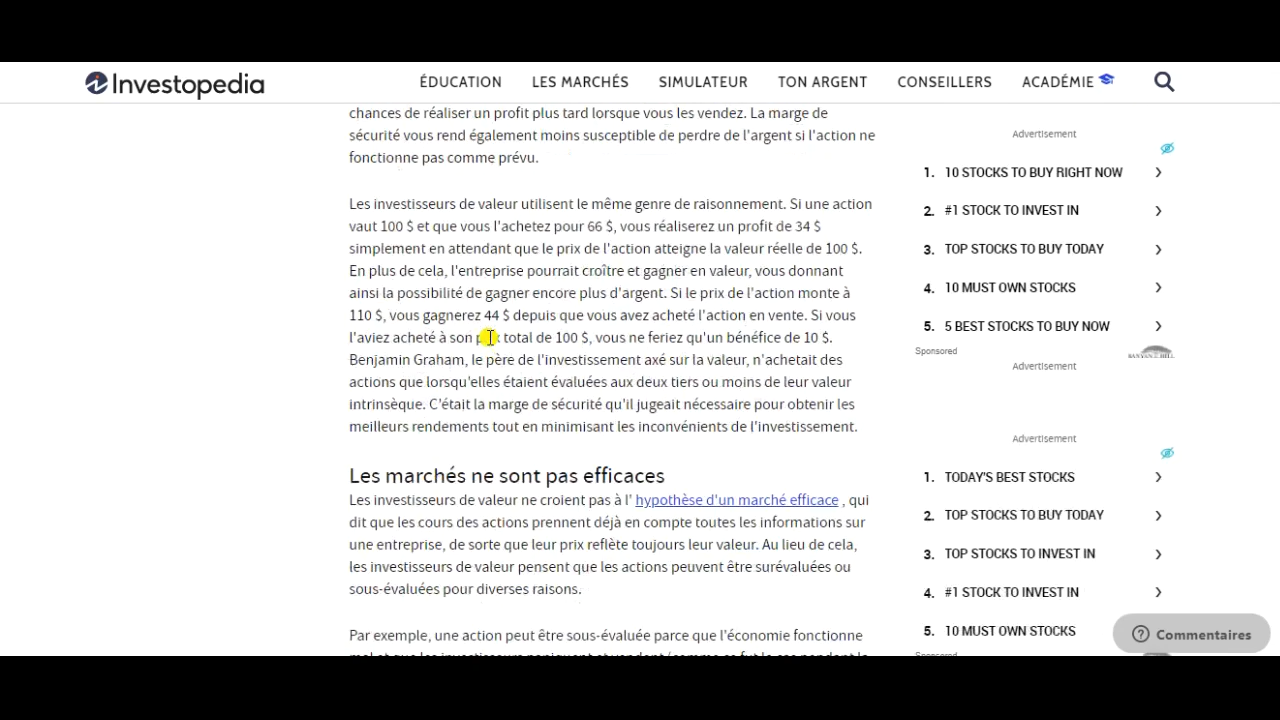 Investopedia
ÉDUCATION
LES MARCHÉS
SIMULATEUR
TON ARGENT
CONSEILLERS
ACADÉMIE
chances de réaliser un profit plus tard lorsque vous les vendez. La marge de
sécurité vous rend également moins susceptible de perdre de l'argent si l'action ne
fonctionne pas comme prévu.
Les investisseurs de valeur utilisent le même genre de raisonnement. Si une action
vaut 100 $ et que vous l'achetez pour 66 $, vous réaliserez un profit de 34 $
simplement en attendant que le prix de l'action atteigne la valeur réelle de 100 $.
En plus de cela, l'entreprise pourrait croître et gagner en valeur, vous donnant
ainsi la possibilité de gagner encore plus d'argent. Si le prix de l'action monte à
110 $, vous gagnerez 44 $ depuis que vous avez acheté l'action en vente. Si vous
l'aviez acheté à son prix total de 100 $, vous ne feriez qu'un bénéfice de 10 $.
Benjamin Graham, le père de l'investissement axé sur la valeur, n'achetait des
actions que lorsqu'elles étaient évaluées aux deux tiers ou moins de leur valeur
intrinsèque. C'était la marge de sécurité qu'il jugeait nécessaire pour obtenir les
meilleurs rendements tout en minimisant les inconvénients de l'investissement.
Les marchés ne sont pas efficaces
Les investisseurs de valeur ne croient pas à l' hypothèse d'un marché efficace , qui
dit que les cours des actions prennent déjà en compte toutes les informations sur
une entreprise, de sorte que leur prix reflète toujours leur valeur. Au lieu de cela,
les investisseurs de valeur pensent que les actions peuvent être surévaluées ou
sous-évaluées pour diverses raisons.
Par exemple, une action peut être sous-évaluée parce que l'économie fonctionne
Advertisement
1. 10 STOCKS TO BUY RIGHT NOW
2. #1 STOCK TO INVEST IN
3. TOP STOCKS TO BUY TODAY
4. 10 MUST OWN STOCKS
5. 5 BEST STOCKS TO BUY NOW
Sponsored
BANYAN HILL
Advertisement
Advertisement
1. TODAY'S BEST STOCKS
2. TOP STOCKS TO BUY TODAY
3. TOP STOCKS TO INVEST IN
4. #1 STOCK TO INVEST IN
5. 10 MUST OWN STOCKS
Commentaires